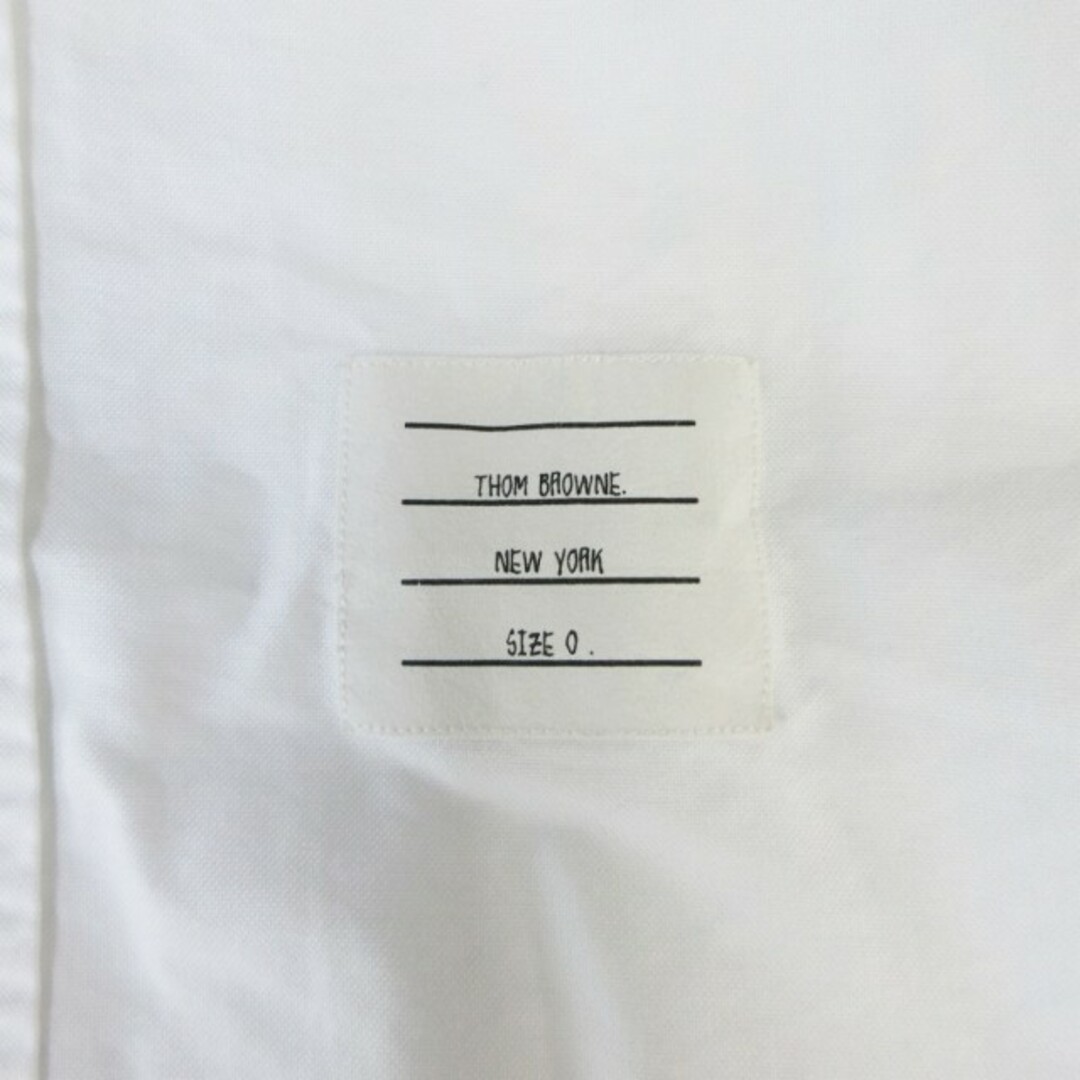 THOM BROWNE.
NEW YORK
SIZE 0 .